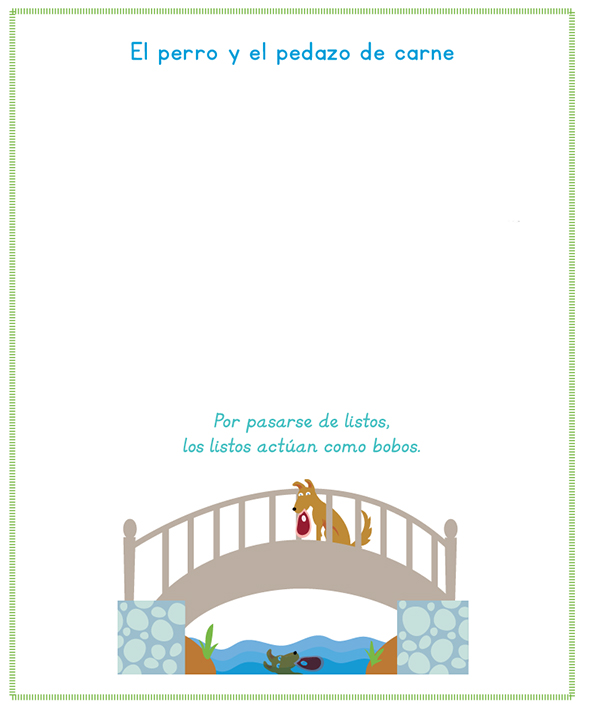 El perro y el pedazo de carne
Por pasarse de listos,
los listos actúan como bobos.